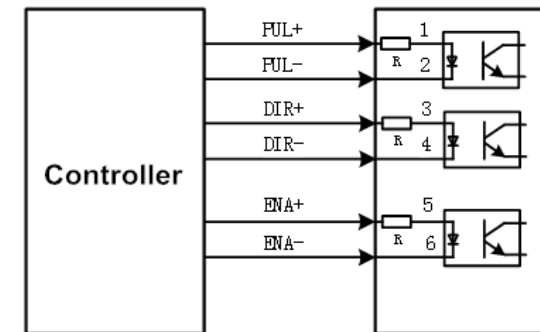 PUL+ 1
R
PUL- 2
DIR+ 3
R
DIR- 4
Controller
ENA+ 5
R
ENA- 6